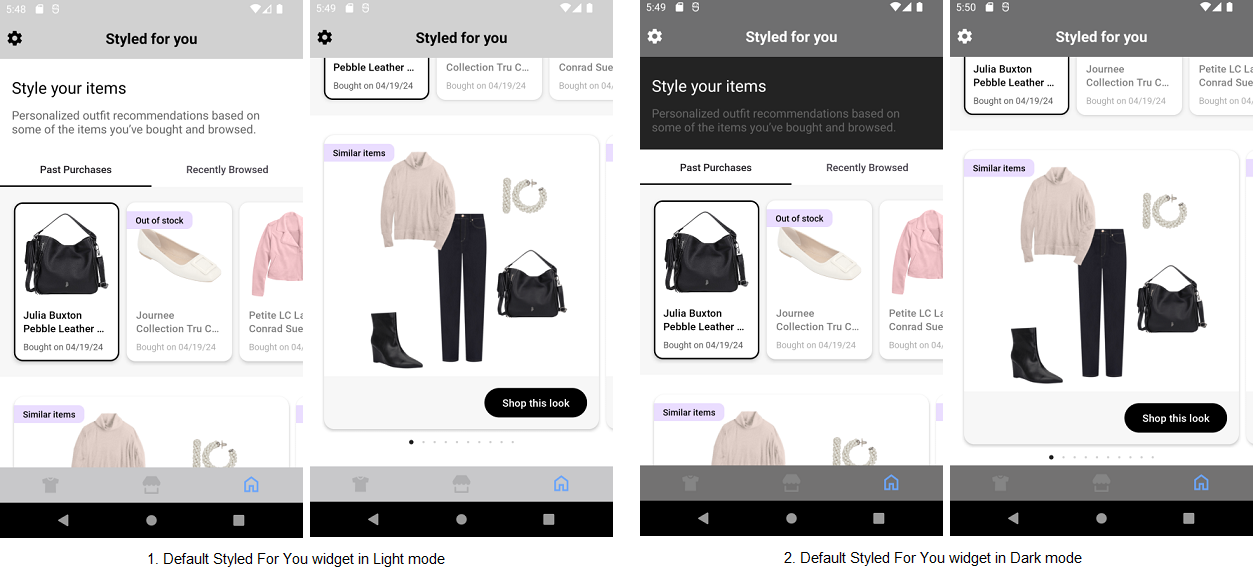 5:48
Styled for you
Style your items
Personalized outfit recommendations based on
some of the items you've bought and browsed.
Past Purchases
Recently Browsed
Out of stock
Julia Buxton
Pebble Leather ...
Bought on 04/19/24
Journee
Collection Tru C...
Bought on 04/19/24
Petite LC La
Conrad Sue
Bought on 04/
Similar items
5:49
Styled for you
Pebble Leather ...
Bought on 04/19/24
Collection Tru C...
Bought on 04/19/24
Conrad Sue
Bought on 04/
Similar items
Shop this look
1. Default Styled For You widget in Light mode
5:49
Styled for you
Style your items
Personalized outfit recommendations based on
some of the items you've bought and browsed.
Past Purchases
Recently Browsed
Out of stock
Julia Buxton
Pebble Leather ...
Bought on 04/19/24
Journee
Collection Tru C...
Bought on 04/19/24
Petite LC La
Conrad Sue
Bought on 04/
Similar items
5:50
Styled for you
Julia Buxton
Pebble Leather ...
Bought on 04/19/24
Journee
Collection Tru C...
Bought on 04/19/24
Petite LC La
Conrad Sue
Bought on 04/
Similar items
Shop this look
2. Default Styled For You widget in Dark mode